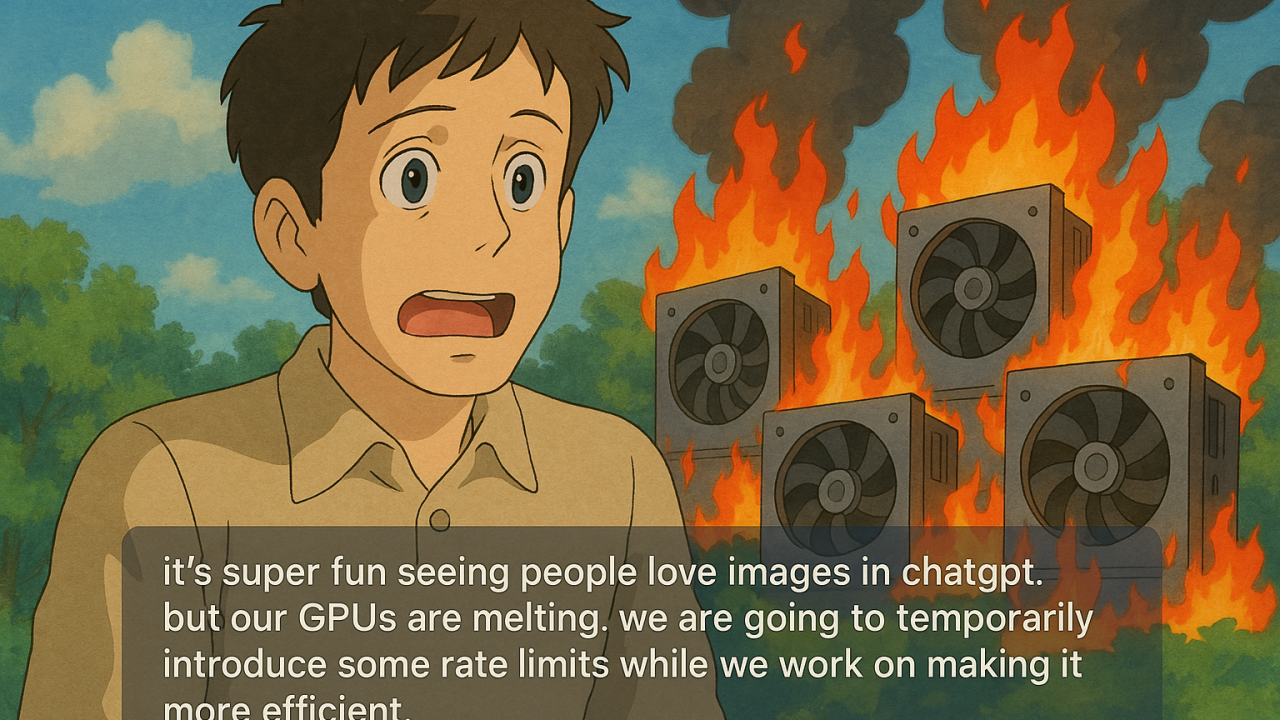 it's super fun seeing people love images in chatgpt.
but our GPUs are melting. we are going to temporarily
introduce some rate limits while we work on making it
more efficient.